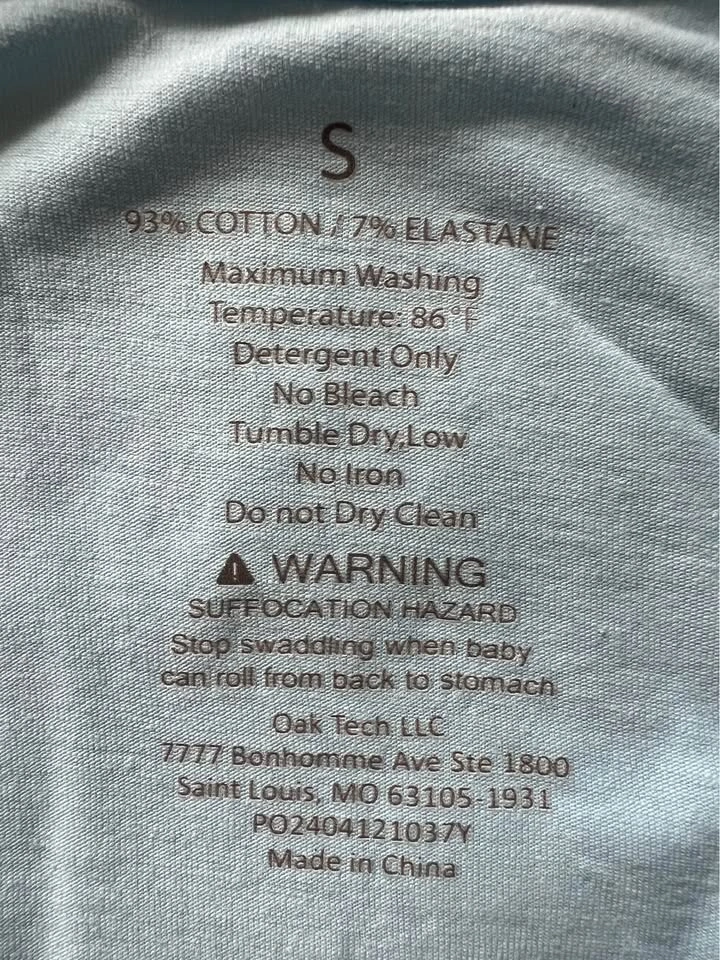 S
93% COTTON / 7% ELASTANE
Maximum Washing
Temperature: 86°F
Detergent Only
No Bleach
Tumble Dry,Low
No Iron
Do not Dry Clean
WARNING
SUFFOCATION HAZARD
Stop swaddling when baby
can roll from back to stomach
Oak Tech LLC
7777 Bonhomme Ave Ste 1800
Saint Louis, MO 63105-1931
PO2404121037Y
Made in China